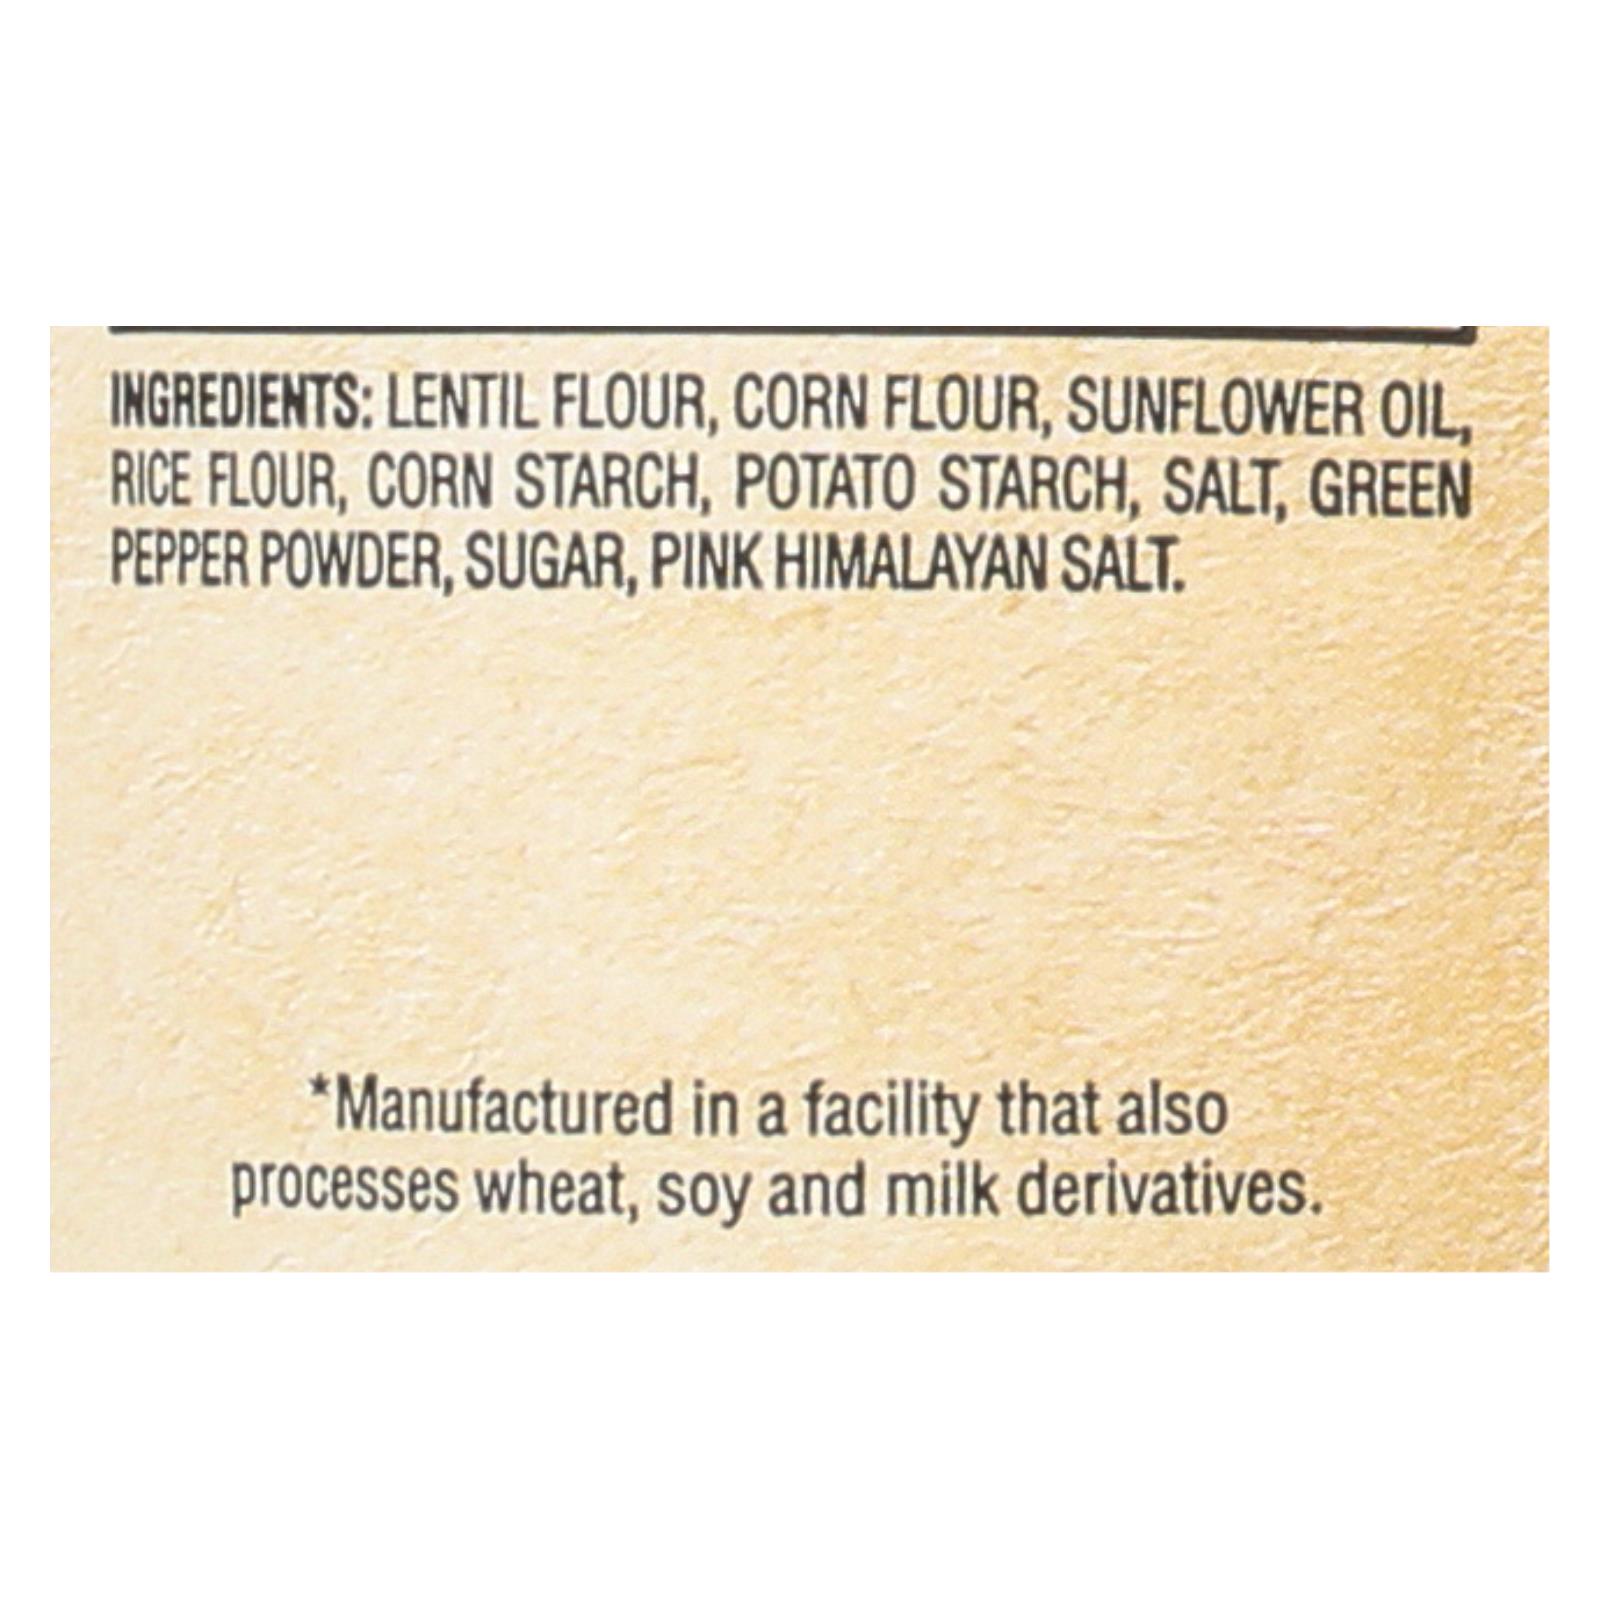 INGREDIENTS: LENTIL FLOUR, CORN FLOUR, SUNFLOWER OIL,
RICE FLOUR, CORN STARCH, POTATO STARCH, SALT, GREEN
PEPPER POWDER, SUGAR, PINK HIMALAYAN SALT.
*Manufactured in a facility that also
processes wheat, soy and milk derivatives.